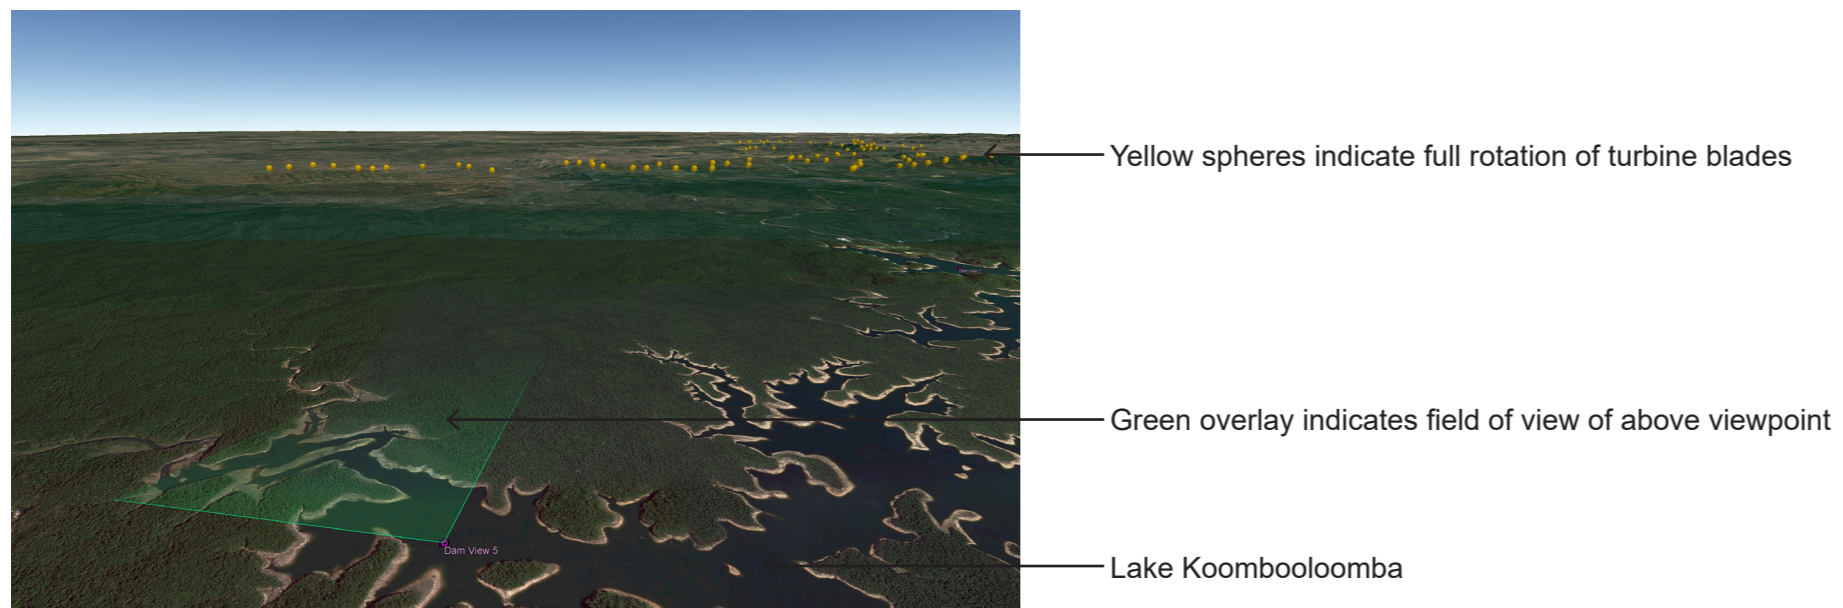 Yellow spheres indicate full rotation of turbine blades
Green overlay indicates field of view of above viewpoint
Dam View 5
Lake Koombooloomba